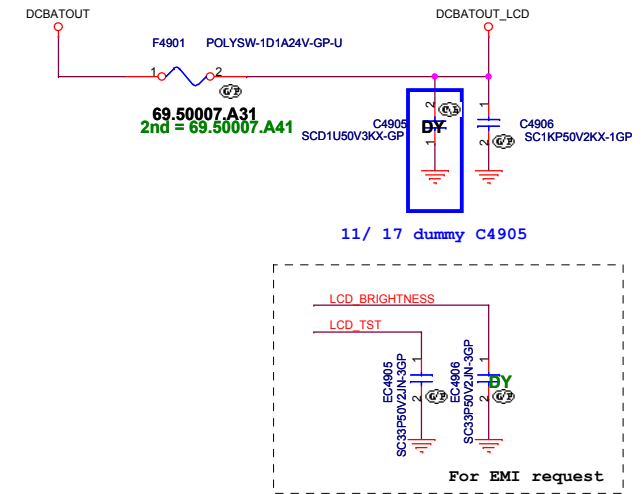 DCBATOUT
DCBATOUT_LCD
F4901 POLYSW-1D1A24V-GP-U
1 2
G/P
69.50007.A31
2nd = 69.50007.A41
2
C4905
SCD1U50V3KX-GP
DY
1
1
C4906
SC1KP50V2KX-1GP
2
G/P
11/ 17 dummy C4905
LCD_BRIGHTNESS
LCD_TST
EC4905
SC33P50V2JN-3GP
1
2
G/P
EC4906
SC33P50V2JN-3GP
1
DY
2
G/P
For EMI request